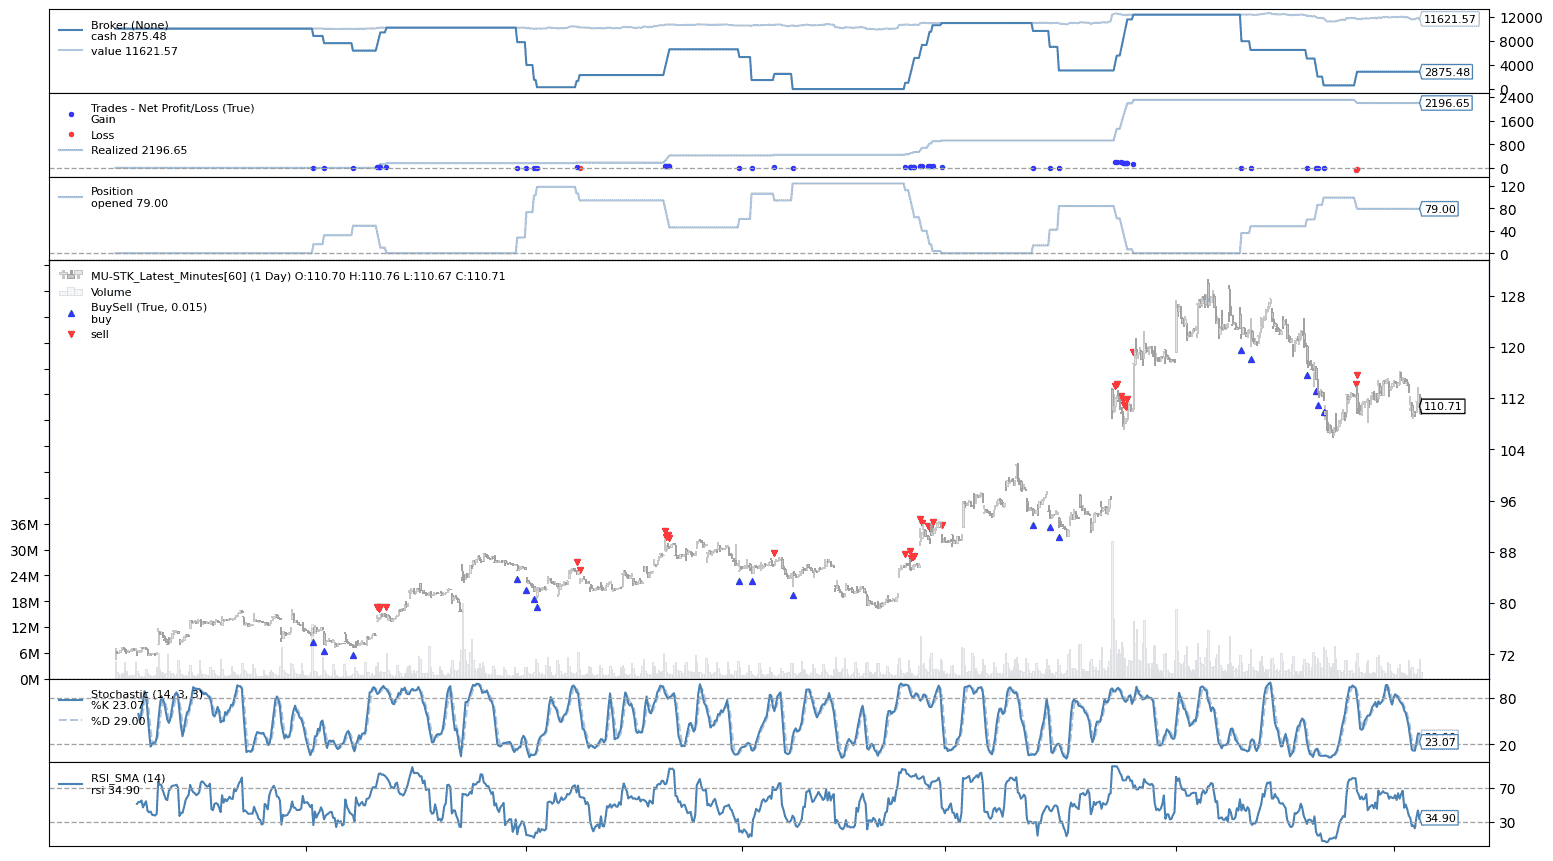 Broker (None)
cash 2875.48
value 11621.57
12000
8000
4000
0
11621.57
2875.48
Trades - Net Profit/Loss (True)
Gain
Loss
Realized 2196.65
2400
1600
800
0
2196.65
Position
opened 79.00
120
80
40
0
79.00
MU-STK_Latest_Minutes[60] (1 Day) O:110.70 H:110.76 L:110.67 C:110.71
Volume
BuySell (True, 0.015)
buy
sell
128
120
112
104
96
88
80
72
110.71
36M
30M
24M
18M
12M
6M
0M
Stochastic (14, 3, 3)
%K 23.07
%D 29.00
80
20
23.07
RSI_SMA (14)
rsi 34.90
70
30
34.90